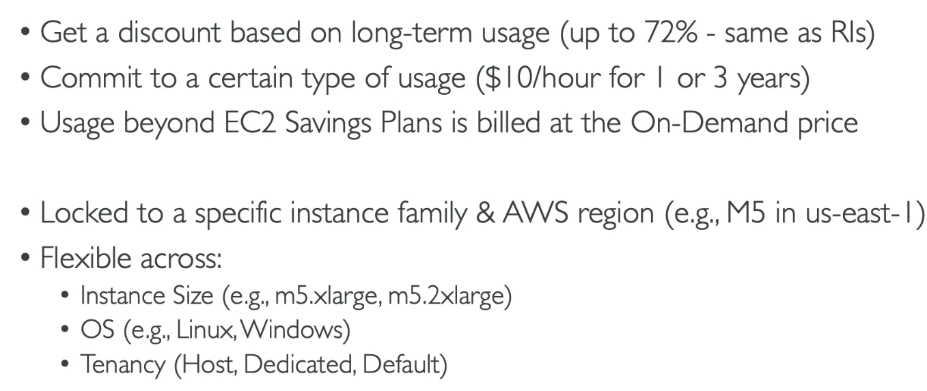 • Get a discount based on long-term usage (up to 72% - same as RIs)
• Commit to a certain type of usage ($10/hour for 1 or 3 years)
• Usage beyond EC2 Savings Plans is billed at the On-Demand price
• Locked to a specific instance family & AWS region (e.g., M5 in us-east-1)
• Flexible across:
• Instance Size (e.g., m5.xlarge, m5.2xlarge)
• OS (e.g., Linux, Windows)
• Tenancy (Host, Dedicated, Default)